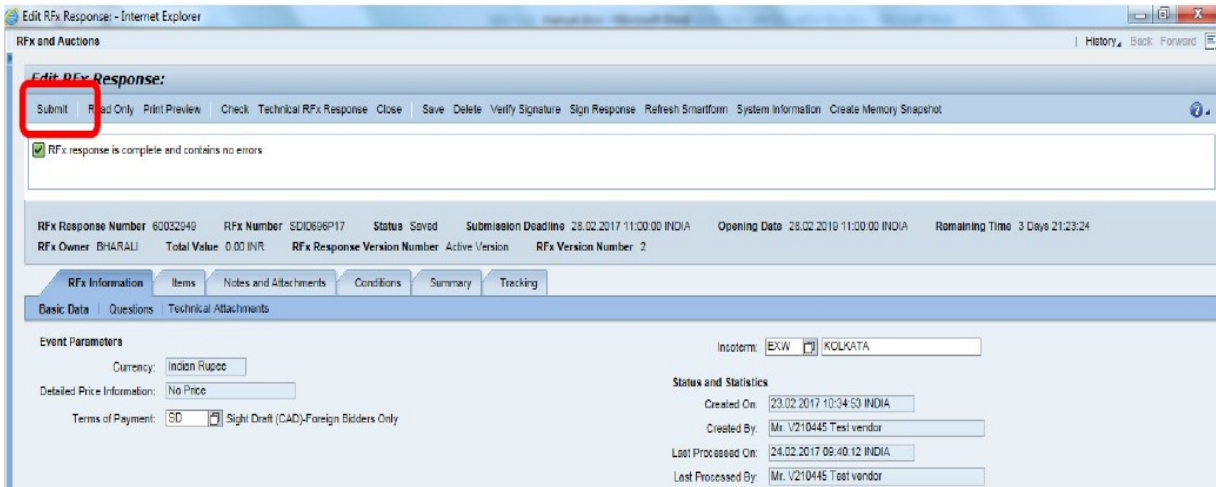 Edit RFx Response: - Internet Explorer
RFx and Auctions
History Back Forward
Edit RFx Response:
Submit Read Only Print Preview Check Technical RFx Response Close Save Delete Verify Signature Sign Response Refresh Smartform System Information Create Memory Snapshot
RFx response is complete and contains no errors
RFx Response Number 60032949 RFx Number SDI0696P17 Status Saved Submission Deadline 28.02.2017 11:00:00 INDIA Opening Date 28.02.2019 11:00:00 INDIA Remaining Time 3 Days 21:23:24
RFx Owner BHARALI Total Value 0.00 INR RFx Response Version Number Active Version RFx Version Number 2
RFx Information Items Notes and Attachments Conditions Summary Tracking
Basic Data Questions Technical Attachments
Event Parameters
Incoterm: EXW KOLKATA
Currency: Indian Rupee
Status and Statistics
Detailed Price Information: No Price
Created On: 23.02.2017 10:34:53 INDIA
Terms of Payment: SD Sight Draft (CAD)-Foreign Bidders Only
Created By: Mr. V210445 Test vendor
Last Processed On: 24.02.2017 09:40:12 INDIA
Last Processed By: Mr. V210445 Test vendor